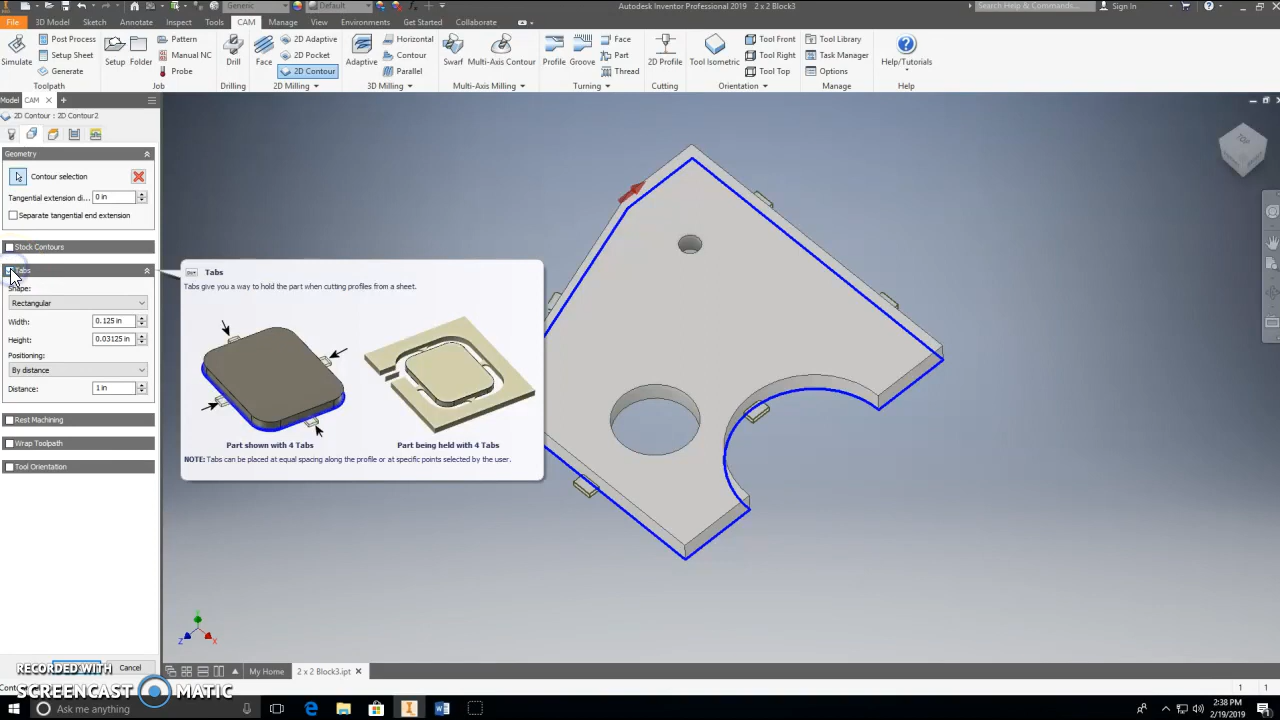 Generic
Default
Autodesk Inventor Professional 2019 2 x 2 Block3
Search Help & Commands...
Sign In
File 3D Model Sketch Annotate Inspect Tools Manage View Environments Get Started CAM Collaborate
Simulate
Post Process
Setup Sheet
Generate
Toolpath
Setup
Folder
Pattern
Manual NC
Probe
Job
Drill
Drilling
Face
2D Adaptive
2D Pocket
2D Contour
2D Milling
Adaptive
Horizontal
Contour
Parallel
3D Milling
Swarf
Multi-Axis Contour
Multi-Axis Milling
Profile
Groove
Face
Part
Thread
Turning
2D Profile
Cutting
Tool Isometric
Tool Front
Tool Right
Tool Top
Orientation
Tool Library
Task Manager
Options
Manage
Help/Tutorials
Help
Model CAM
2D Contour : 2D Contour2
Geometry
Contour selection
Tangential extension di... 0 in
Separate tangential end extension
Stock Contours
Tabs
Shape:
Rectangular
Width: 0.125 in
Height: 0.03125 in
Positioning:
By distance
Distance: 1 in
Rest Machining
Wrap Toolpath
Tool Orientation
Tabs
Tabs give you a way to hold the part when cutting profiles from a sheet.
Part shown with 4 Tabs
Part being held with 4 Tabs
NOTE: Tabs can be placed at equal spacing along the profile or at specific points selected by the user.
TOP
Y
Z
X
Cancel
RECORDED WITH
SCREENCAST MATIC
My Home
2 x 2 Block3.ipt
1 1
Ask me anything
2:38 PM
2/19/2019